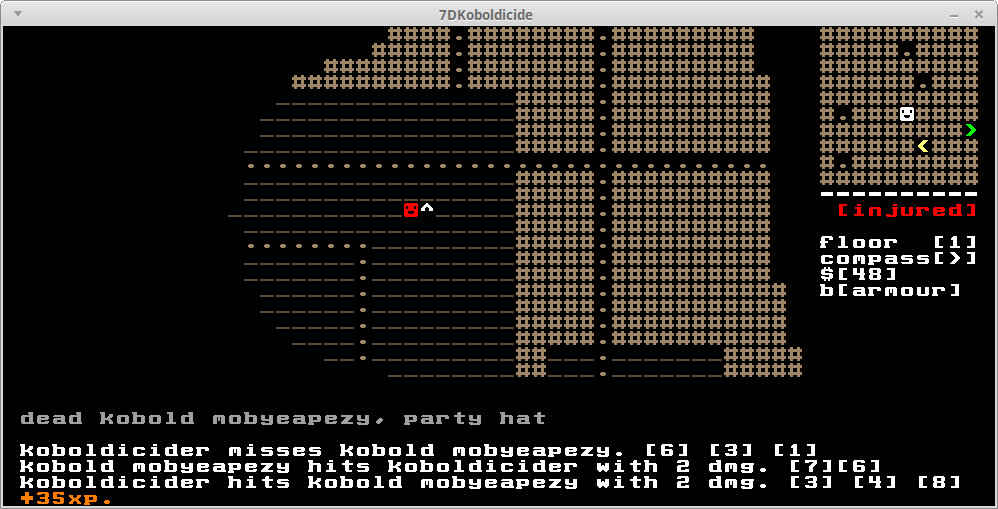 7DKoboldicide
[injured]
floor [1]
compass[>]
$[48]
b[armour]
dead kobold mobyeapezy, party hat
koboldicider misses kobold mobyeapezy. [6] [3] [1]
kobold mobyeapezy hits koboldicider with 2 dmg. [7][6]
koboldicider hits kobold mobyeapezy with 2 dmg. [3] [4] [8]
+35xp.